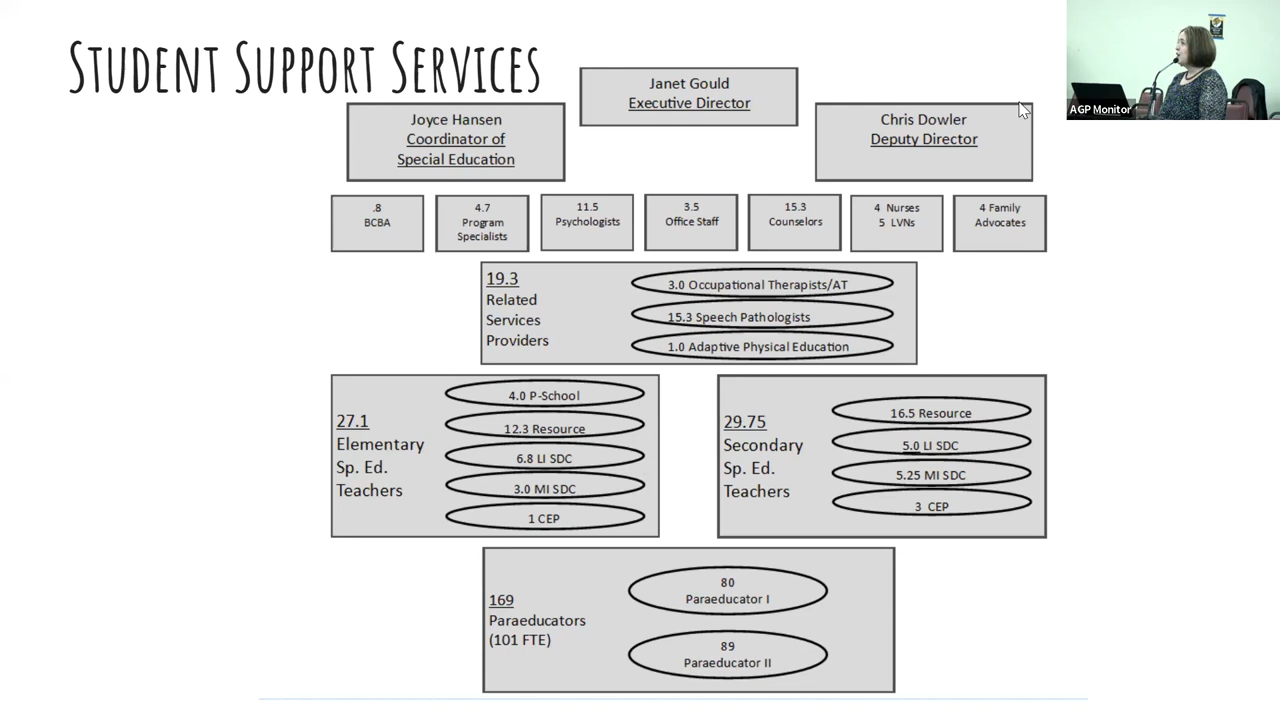 STUDENT SUPPORT SERVICES
Janet Gould
Executive Director
Joyce Hansen
Coordinator of
Special Education
Chris Dowler
Deputy Director
AGP Monitor
.8
BCBA
4.7
Program
Specialists
11.5
Psychologists
3.5
Office Staff
15.3
Counselors
4 Nurses
5 LVNs
4 Family
Advocates
19.3
Related
Services
Providers
3.0 Occupational Therapists/AT
15.3 Speech Pathologists
1.0 Adaptive Physical Education
27.1
Elementary
Sp. Ed.
Teachers
4.0 P-School
12.3 Resource
6.8 LI SDC
3.0 MI SDC
1 CEP
29.75
Secondary
Sp. Ed.
Teachers
16.5 Resource
5.0 LI SDC
5.25 MI SDC
3 CEP
169
Paraeducators
(101 FTE)
80
Paraeducator I
89
Paraeducator II